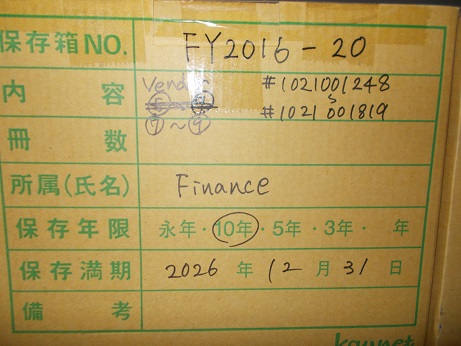 保存箱NO. FY2016-20
内容 Vendor #1021001248
~
⑦~⑨ #1021001819
冊数
所属(氏名) Finance
保存年限 永年・10年・5年・3年・ 年
保存満期 2026年12月31日
備考
kaunet